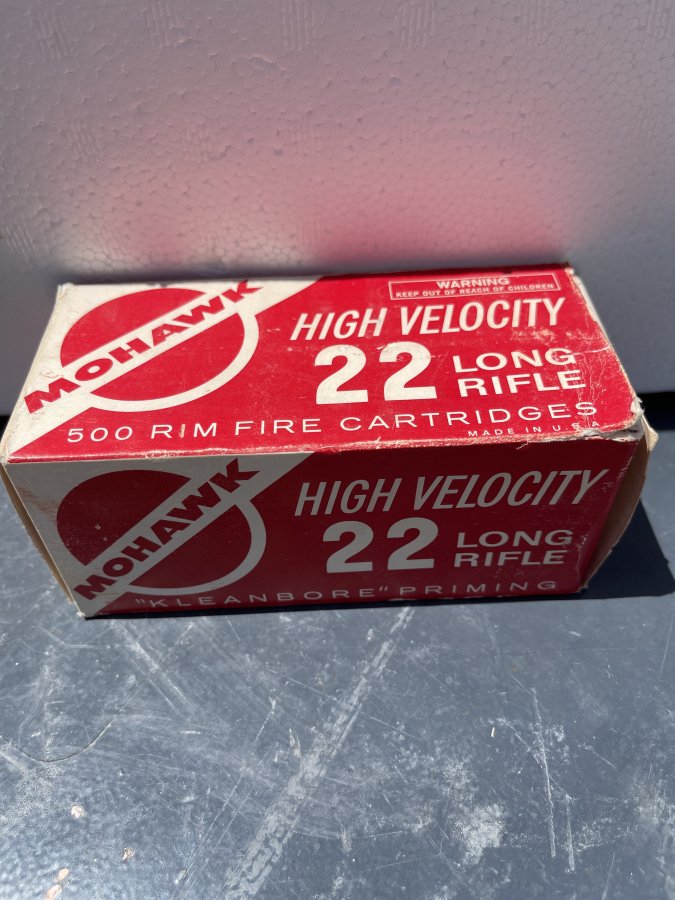 MOHAWK
WARNING
KEEP OUT OF REACH OF CHILDREN
HIGH VELOCITY
22 LONG RIFLE
500 RIM FIRE CARTRIDGES
MADE IN U.S.A
MOHAWK
HIGH VELOCITY
22 LONG RIFLE
"KLEANBORE" PRIMING